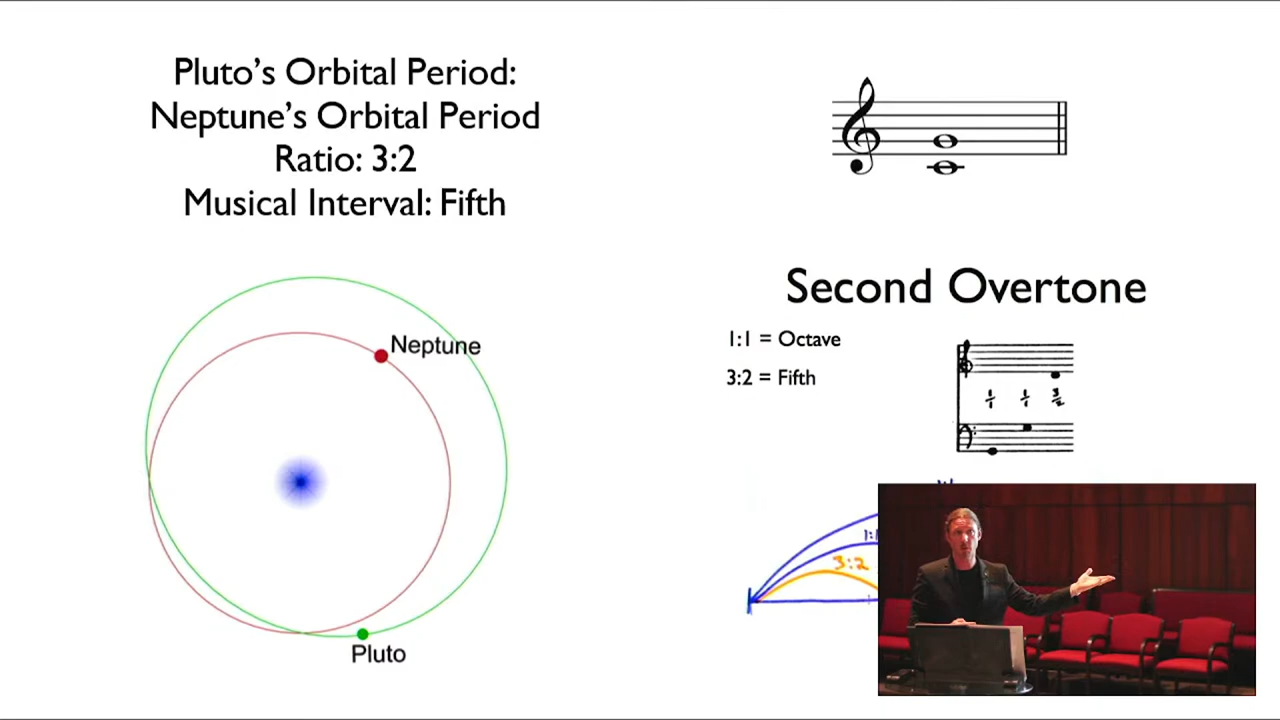 Pluto's Orbital Period:
Neptune's Orbital Period
Ratio: 3:2
Musical Interval: Fifth
Neptune
Pluto
Second Overtone
1:1 = Octave
3:2 = Fifth
3:2